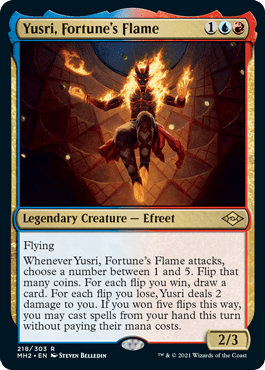 Yusri, Fortune's Flame 1
Legendary Creature — Efreet
Flying
Whenever Yusri, Fortune's Flame attacks,
choose a number between 1 and 5. Flip that
many coins. For each flip you win, draw a
card. For each flip you lose, Yusri deals 2
damage to you. If you won five flips this way,
you may cast spells from your hand this turn
without paying their mana costs.
2/3
218/303 R
MH2 • EN STEVEN BELLEDIN ™ & © 2021 Wizards of the Coast